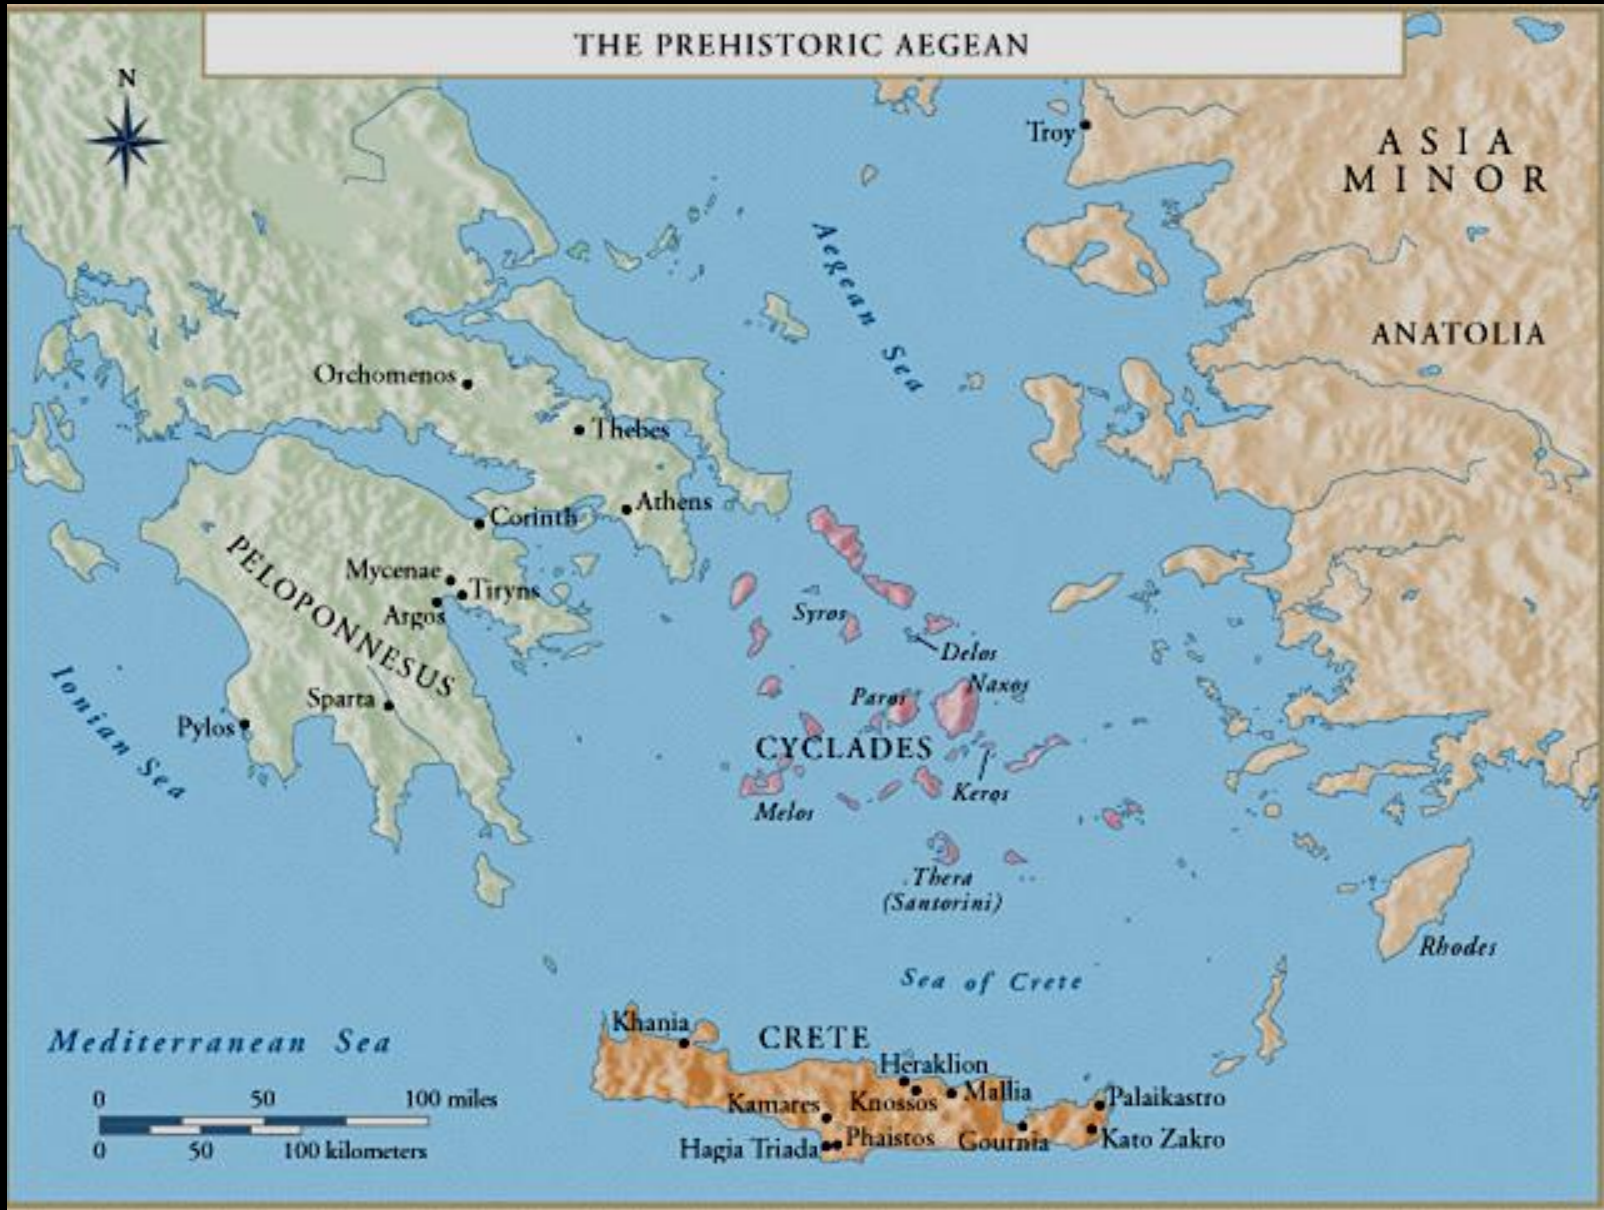 THE PREHISTORIC AEGEAN
N
Troy
ASIA
MINOR
Aegean Sea
ANATOLIA
Orchomenos
Thebes
Athens
Corinth
Mycenae
Tiryns
Argos
PELOPONNESUS
Syros
Delos
Naxos
Paros
Sparta
Pylos
Ionian Sea
CYCLADES
Keros
Melos
Thera
(Santorini)
Rhodes
Sea of Crete
Mediterranean Sea
Khania
CRETE
Heraklion
Mallia
Palaikastro
Kamares
Knossos
Hagia Triada
Phaistos
Gournia
Kato Zakro
0 50 100 miles
0 50 100 kilometers